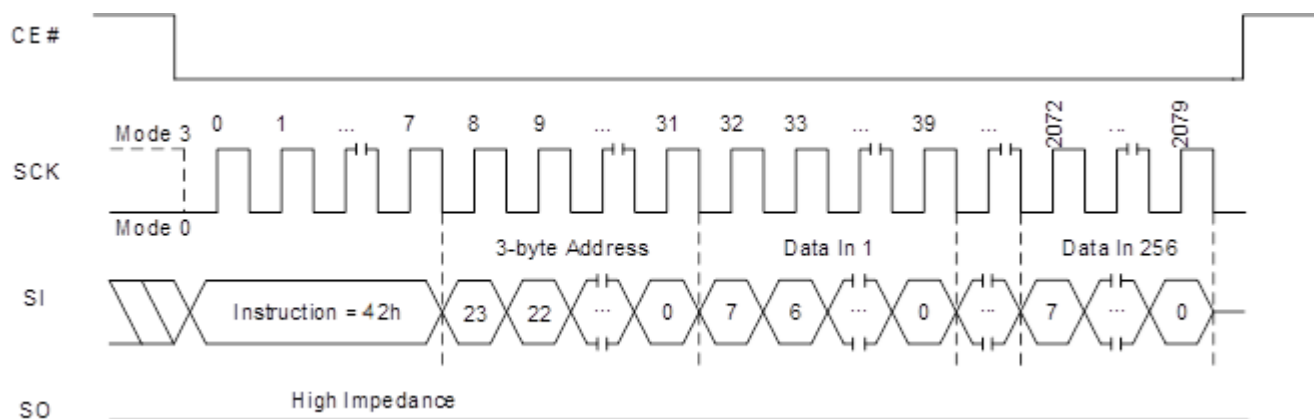 CE#
Mode 3 0 1 ... 7 8 9 ... 31 32 33 ... 39 ... 2072 ... 2079
SCK
Mode 0
3-byte Address Data In 1 Data In 256
SI Instruction = 42h 23 22 ... 0 7 6 ... 0 ... 7 ... 0
High Impedance
SO